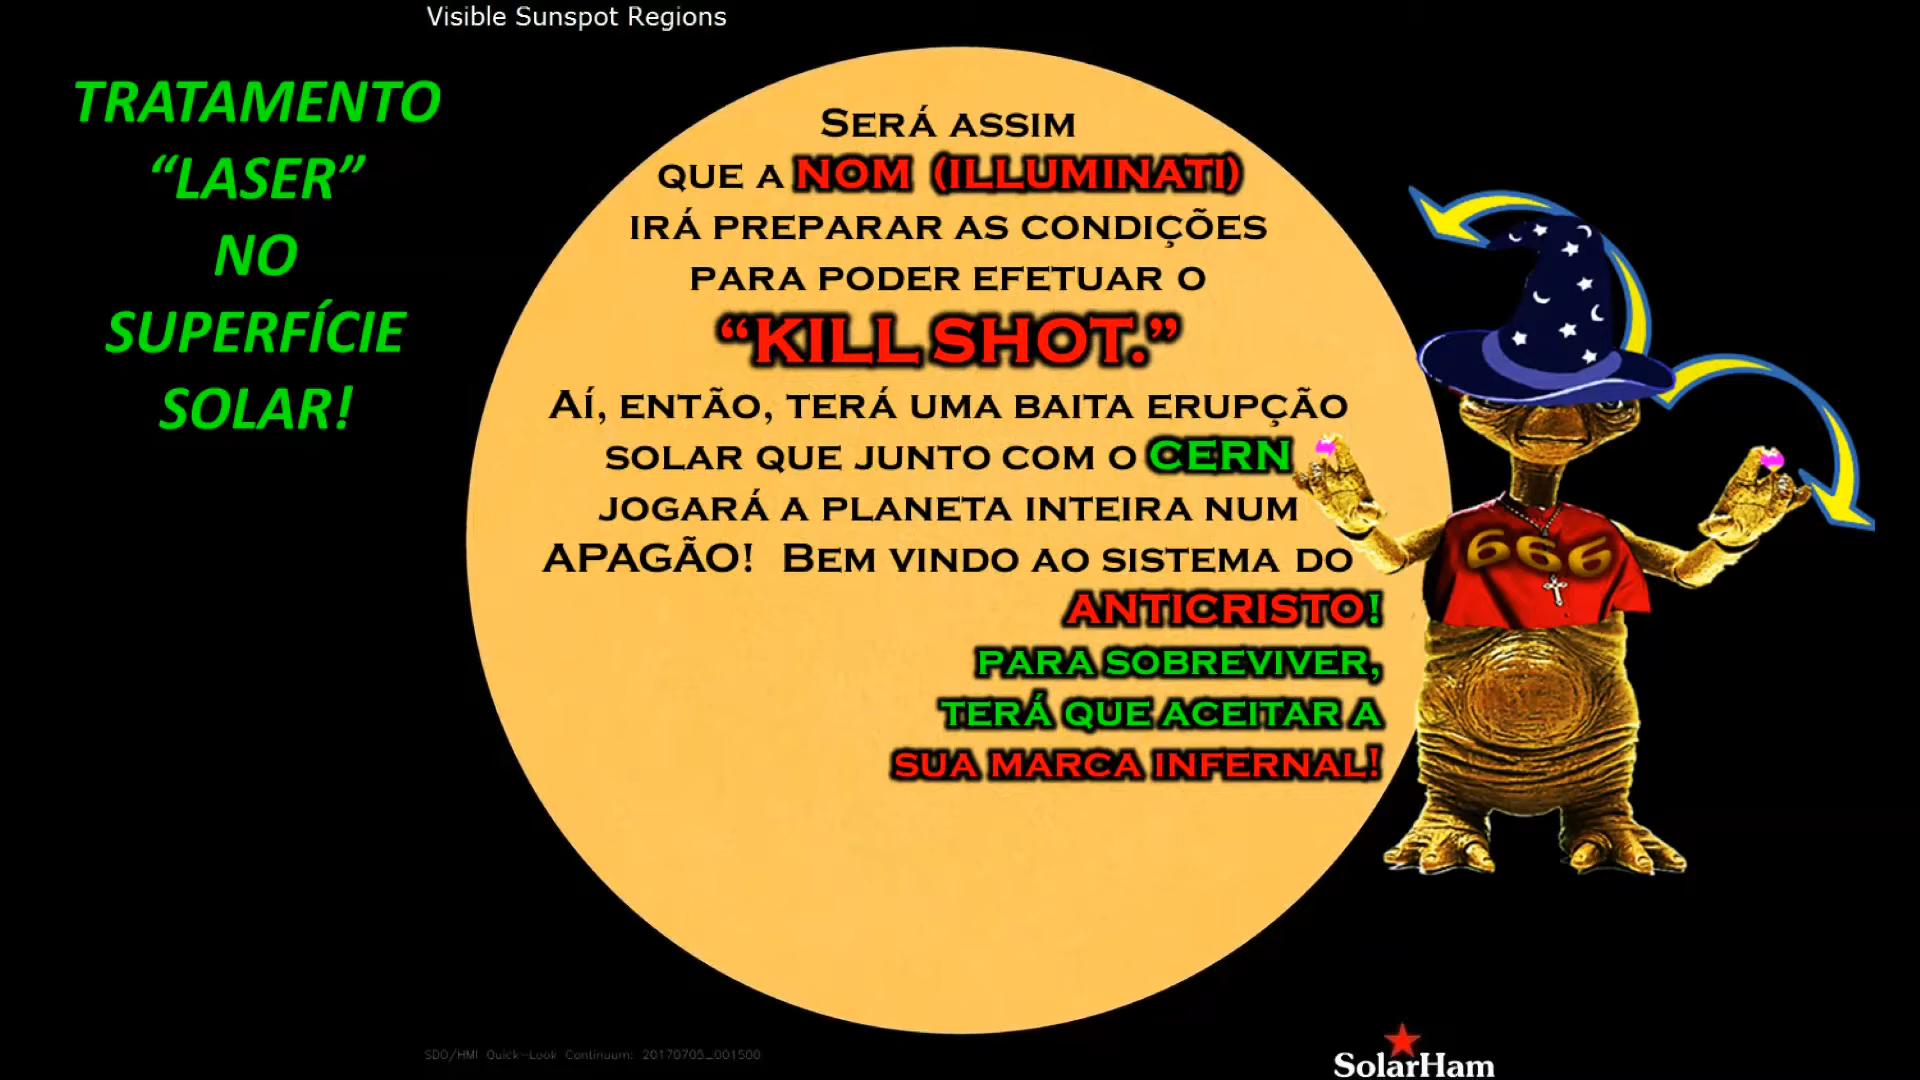 Visible Sunspot Regions
TRATAMENTO
“LASER”
NO
SUPERFÍCIE
SOLAR!
SERÁ ASSIM
QUE A NOM (ILLUMINATI)
IRÁ PREPARAR AS CONDIÇÕES
PARA PODER EFETUAR O
“KILL SHOT.”
AÍ, ENTÃO, TERÁ UMA BAITA ERUPÇÃO
SOLAR QUE JUNTO COM O CERN
JOGARÁ A PLANETA INTEIRA NUM
APAGÃO! BEM VINDO AO SISTEMA DO
ANTICRISTO!
PARA SOBREVIVER,
TERÁ QUE ACEITAR A
SUA MARCA INFERNAL!
666
SDO/HMI Quick-Look Continuum: 20170705_001500
SolarHam